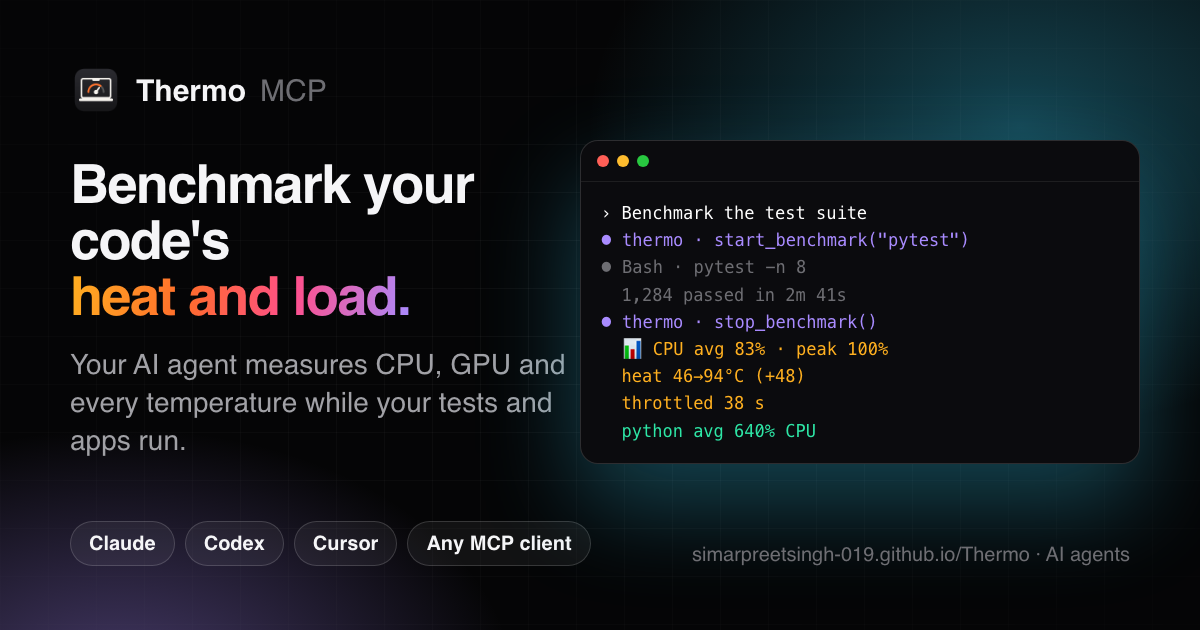 Thermo MCP
Benchmark your
code's
heat and load.
Your AI agent measures CPU, GPU and
every temperature while your tests and
apps run.
› Benchmark the test suite
● thermo · start_benchmark("pytest")
● Bash · pytest -n 8
1,284 passed in 2m 41s
● thermo · stop_benchmark()
📊 CPU avg 83% · peak 100%
heat 46→94°C (+48)
throttled 38 s
python avg 640% CPU
Claude
Codex
Cursor
Any MCP client
simarpreetsingh-019.github.io/Thermo · AI agents